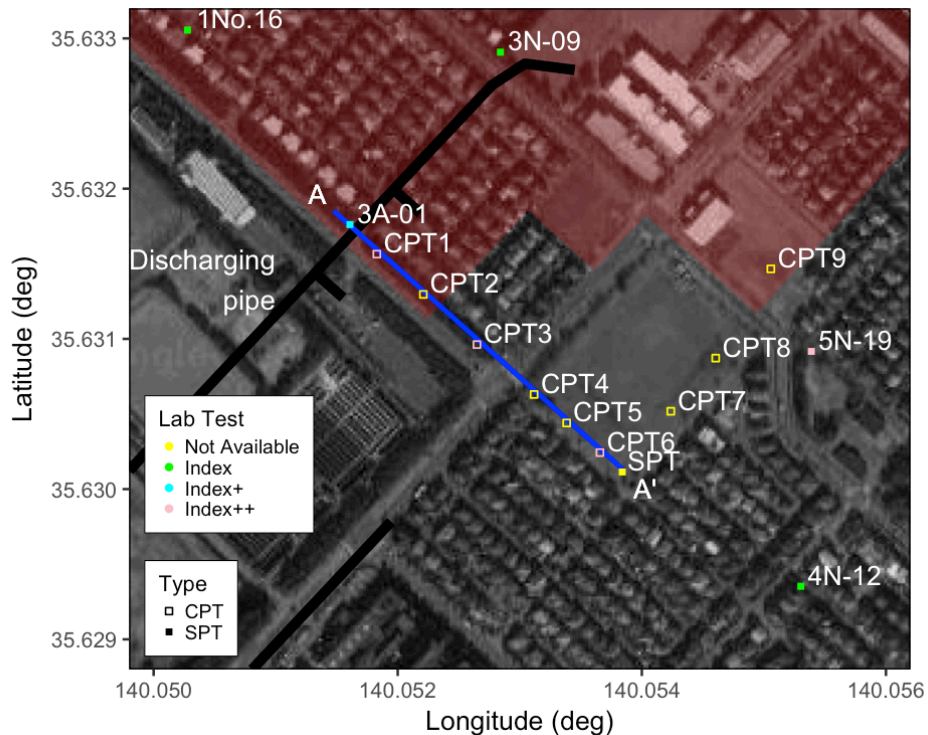 35.633
35.632
35.631
35.630
35.629
Latitude (deg)
1No.16
3N-09
A
3A-01
CPT1
Discharging
pipe
CPT2
CPT9
CPT3
CPT8
5N-19
CPT4
CPT7
CPT5
CPT6
SPT
A'
4N-12
Lab Test
Not Available
Index
Index+
Index++
Type
CPT
SPT
140.050
140.052
140.054
140.056
Longitude (deg)